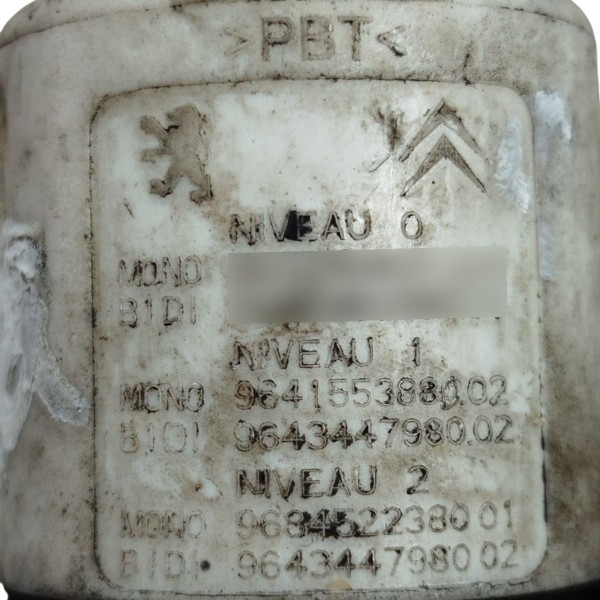 >PBT<
NIVEAU 0
MONO
BIDI
NIVEAU 1
MONO 9641553880.02
BIDI 9643447980.02
NIVEAU 2
MONO 9684522380 01
BIDI 9643447980 02